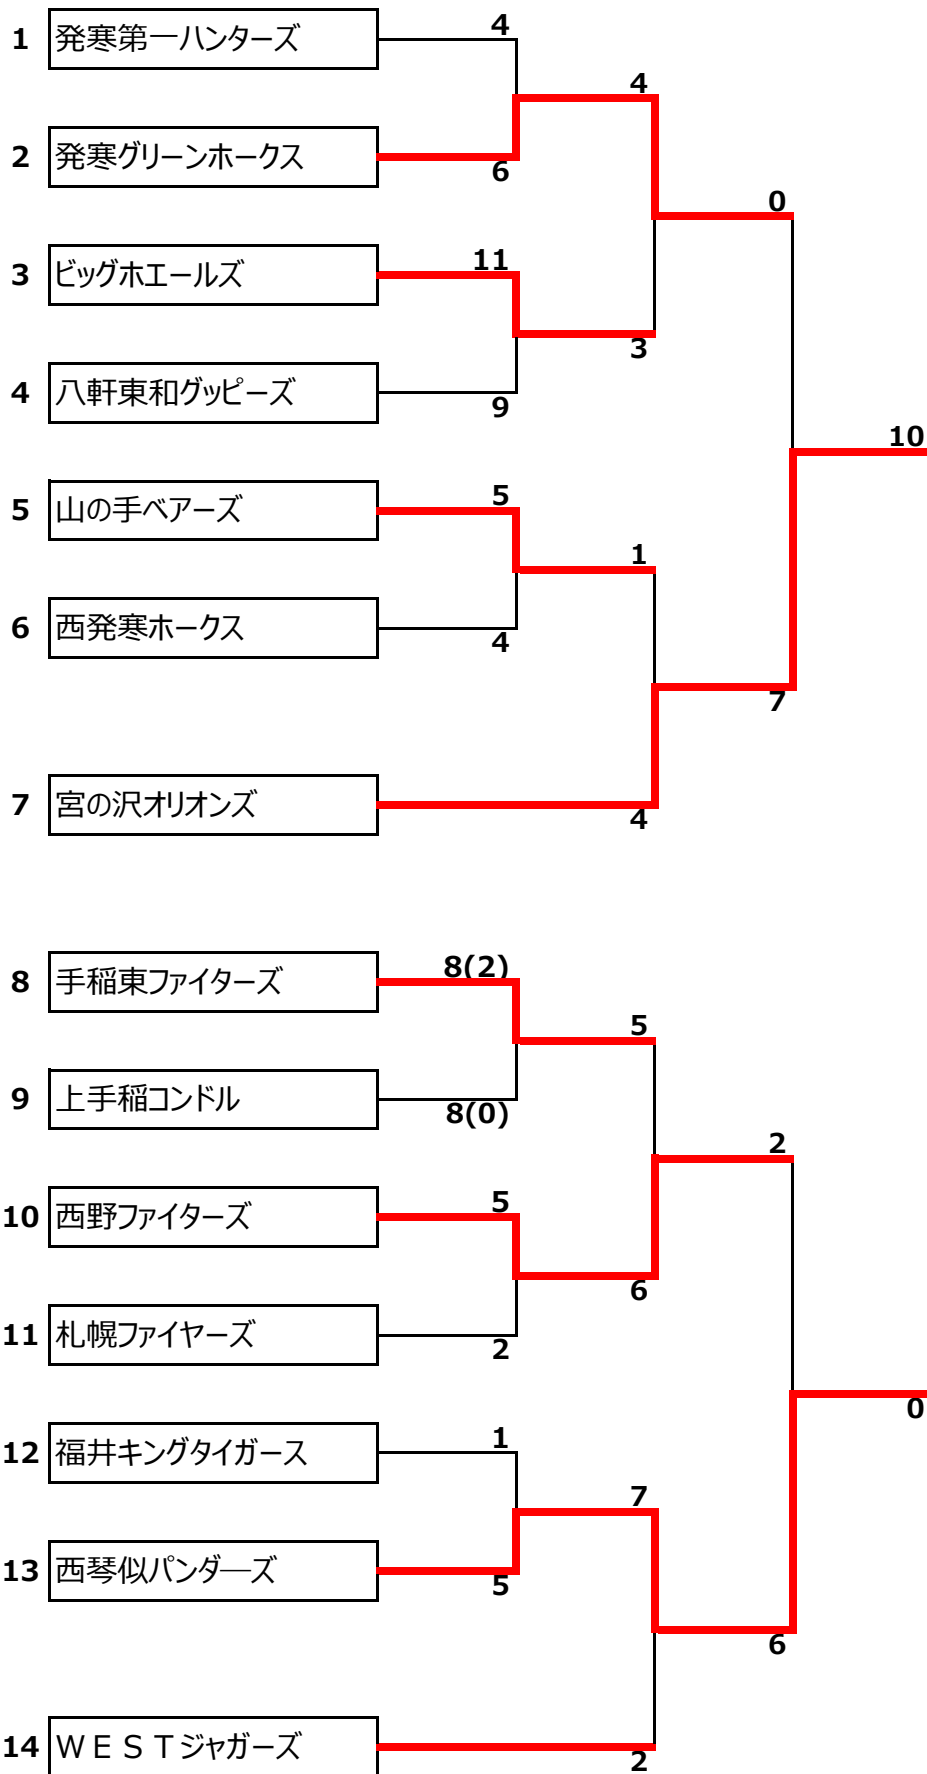 4
1 発寒第一ハンターズ
4
2 発寒グリーンホークス
6
0
3 ビッグホエールズ
11
3
4 八軒東和グッピーズ
9
10
5 山の手ベアーズ
5
1
6 西発寒ホークス
4
7
7 宮の沢オリオンズ
4
8 手稲東ファイターズ
8(2)
5
9 上手稲コンドル
8(0)
2
10 西野ファイターズ
5
6
11 札幌ファイヤーズ
2
0
12 福井キングタイガース
1
7
13 西琴似パンダ―ズ
5
6
14 ＷＥＳＴジャガーズ
2